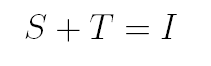 S + T = I